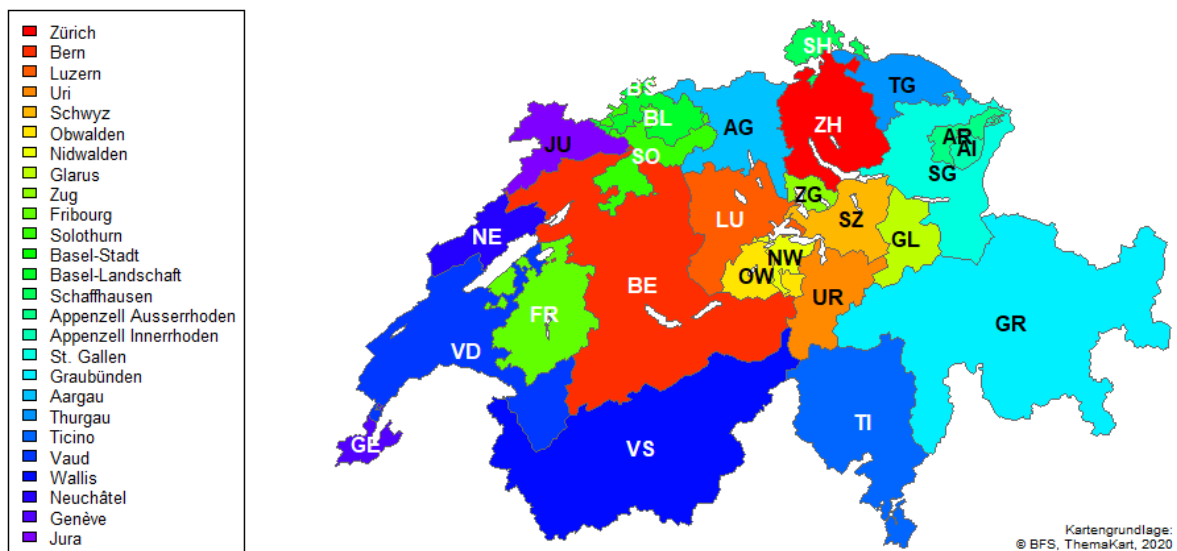 Zürich
Bern
Luzern
Uri
Schwyz
Obwalden
Nidwalden
Glarus
Zug
Fribourg
Solothurn
Basel-Stadt
Basel-Landschaft
Schaffhausen
Appenzell Ausserrhoden
Appenzell Innerrhoden
St. Gallen
Graubünden
Aargau
Thurgau
Ticino
Vaud
Wallis
Neuchâtel
Genève
Jura
SH
BS
TG
BL
AG
ZH
JU
SO
AR
AI
SG
ZG
LU
SZ
NE
GL
NW
OW
BE
UR
FR
GR
VD
TI
GE
VS
Kartengrundlage:
© BFS, ThemaKart, 2020